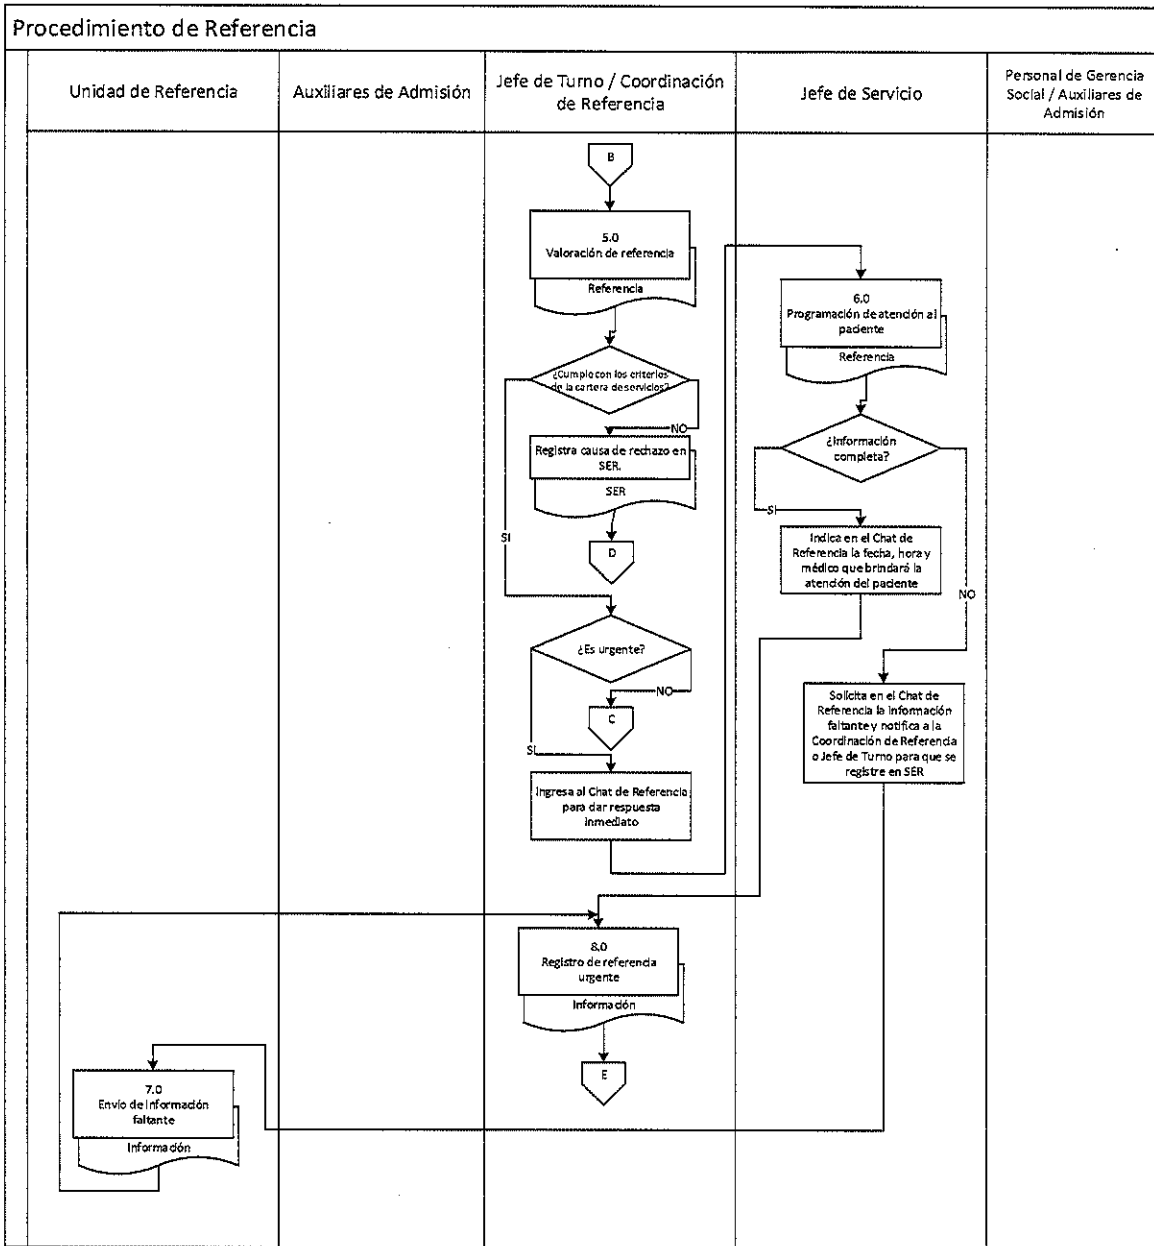 Procedimiento de Referencia
Unidad de Referencia
Auxiliares de Admisión
Jefe de Turno / Coordinación
de Referencia
Jefe de Servicio
Personal de Gerencia
Social / Auxiliares de
Admisión
B
5.0
Valoración de referencia
Referencia
¿Cumple con los criterios
de la cartera de servicios?
NO
Registra causa de rechazo en
SER.
SER
D
SI
¿Es urgente?
NO
C
SI
Ingresa al Chat de Referencia
para dar respuesta
inmediato
6.0
Programación de atención al
paciente
Referencia
¿Información
completa?
SI
Indica en el Chat de
Referencia la fecha, hora y
médico que brindará la
atención del paciente
NO
Solicita en el Chat de
Referencia la información
faltante y notifica a la
Coordinación de Referencia
o Jefe de Turno para que se
registre en SER
8.0
Registro de referencia
urgente
Información
E
7.0
Envío de información
faltante
Información